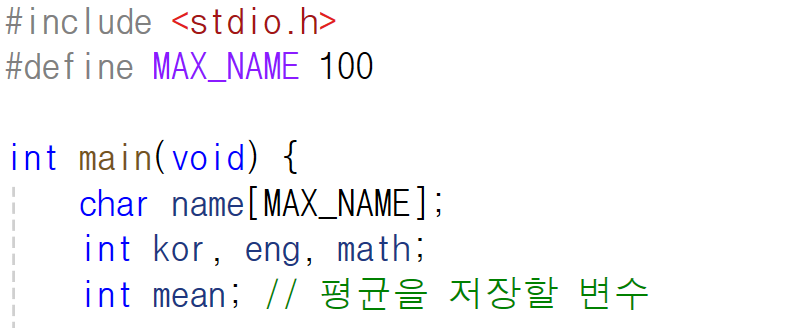 #include <stdio.h>
#define MAX_NAME 100
int main(void) {
char name[MAX_NAME];
int kor, eng, math;
int mean; // 평균을 저장할 변수